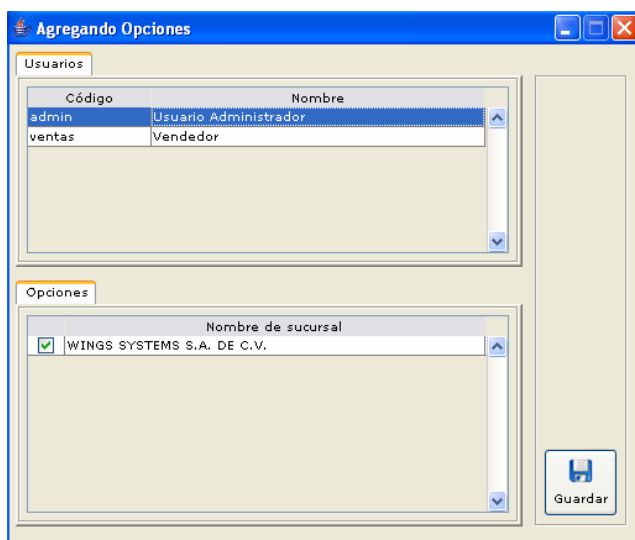 Agregando Opciones
Usuarios
Código Nombre
admin Usuario Administrador
ventas Vendedor
Opciones
Nombre de sucursal
WINGS SYSTEMS S.A. DE C.V.
Guardar